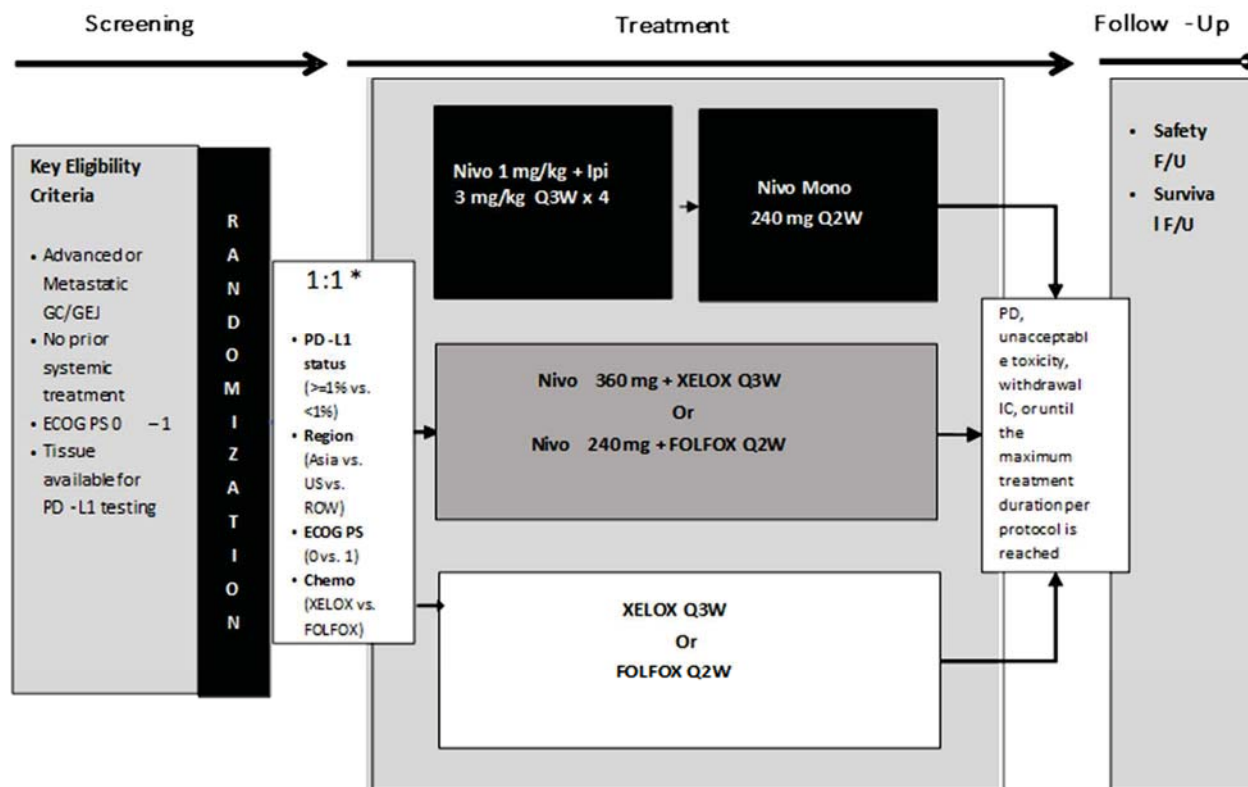 Screening
Treatment
Follow -Up
Key Eligibility
Criteria
• Advanced or
Metastatic
GC/GEJ
• No prior
systemic
treatment
• ECOG PS 0 – 1
• Tissue
available for
PD -L1 testing
R
A
N
D
O
M
I
Z
A
T
I
O
N
1:1 *
• PD -L1
status
(>=1% vs.
<1%)
• Region
(Asia vs.
US vs.
ROW)
• ECOG PS
(0 vs. 1)
• Chemo
(XELOX vs.
FOLFOX)
Nivo 1 mg/kg + Ipi
3 mg/kg Q3W x 4
Nivo Mono
240 mg Q2W
Nivo 360 mg + XELOX Q3W
Or
Nivo 240 mg + FOLFOX Q2W
XELOX Q3W
Or
FOLFOX Q2W
PD,
unacceptabl
e toxicity,
withdrawal
IC, or until
the
maximum
treatment
duration per
protocol is
reached
• Safety
F/U
• Surviva
l F/U